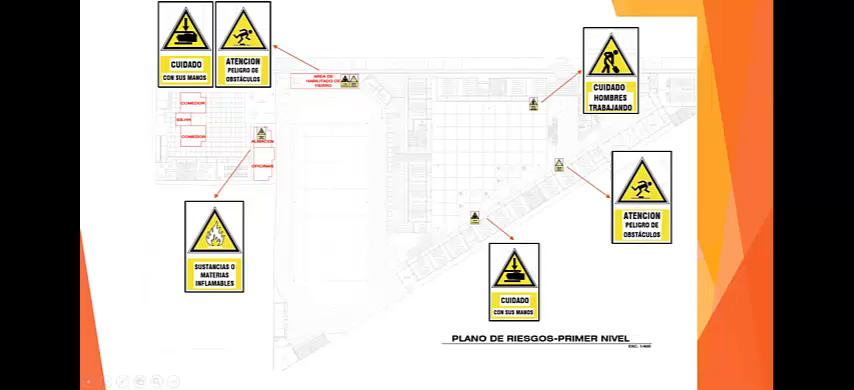 CUIDADO
CON SUS MANOS
ATENCION
PELIGRO DE
OBSTÁCULOS
AREA DE
HABILITADO DE
FIERRO
CUIDADO
HOMBRES
TRABAJANDO
COMEDOR
COMEDOR
ALMACEN
OFICINAS
ATENCION
PELIGRO DE
OBSTÁCULOS
SUSTANCIAS O
MATERIAS
INFLAMABLES
CUIDADO
CON SUS MANOS
PLANO DE RIESGOS-PRIMER NIVEL